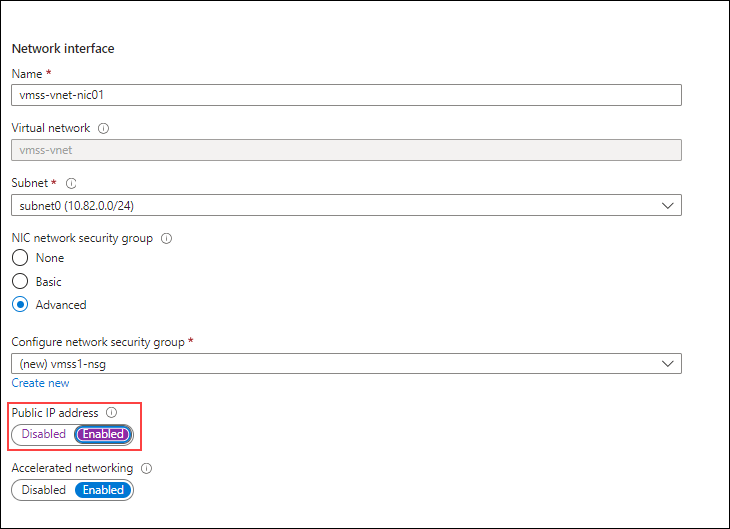 Network interface
Name *
vmss-vnet-nic01
Virtual network
vmss-vnet
Subnet *
subnet0 (10.82.0.0/24)
NIC network security group
None
Basic
Advanced
Configure network security group *
(new) vmss1-nsg
Create new
Public IP address
Disabled Enabled
Accelerated networking
Disabled Enabled